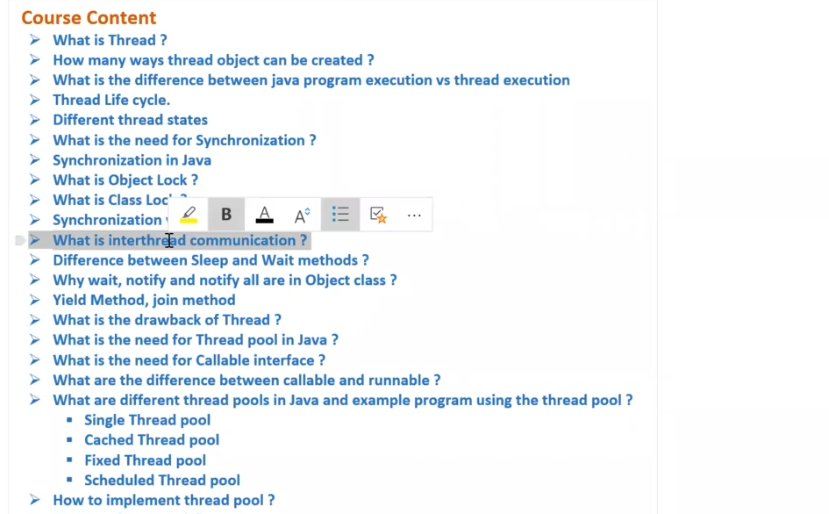 Course Content
What is Thread ?
How many ways thread object can be created ?
What is the difference between java program execution vs thread execution
Thread Life cycle.
Different thread states
What is the need for Synchronization ?
Synchronization in Java
What is Object Lock ?
What is Class Lock ?
Synchronization
What is interthread communication ?
Difference between Sleep and Wait methods ?
Why wait, notify and notify all are in Object class ?
Yield Method, join method
What is the drawback of Thread ?
What is the need for Thread pool in Java ?
What is the need for Callable interface ?
What are the difference between callable and runnable ?
What are different thread pools in Java and example program using the thread pool ?
Single Thread pool
Cached Thread pool
Fixed Thread pool
Scheduled Thread pool
How to implement thread pool ?